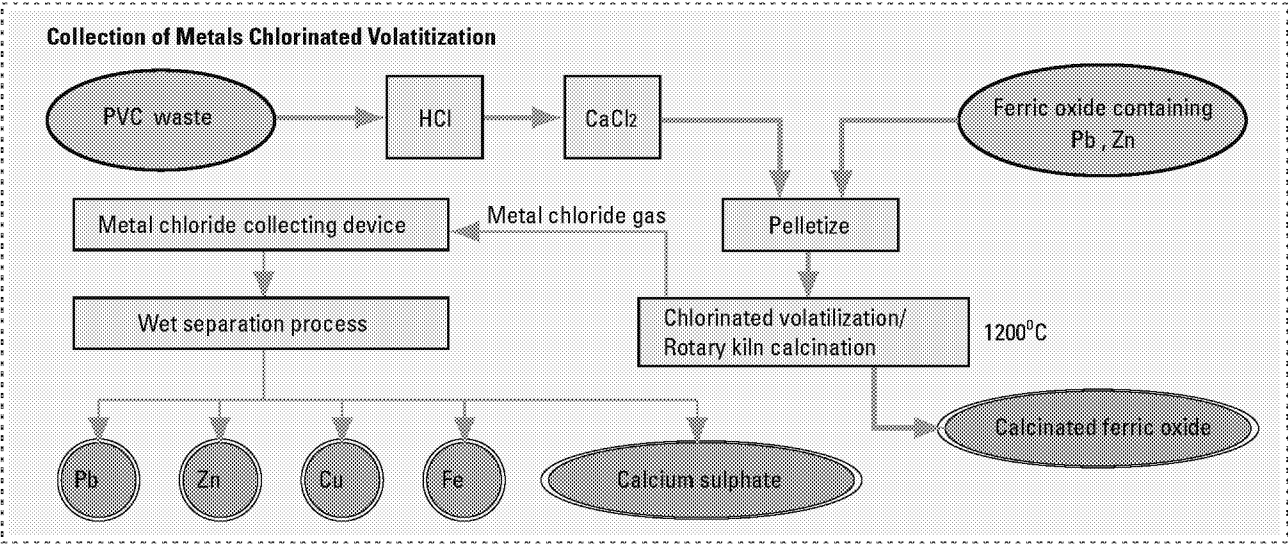 Collection of Metals Chlorinated Volatitization
PVC waste
HCl
CaCl₂
Ferric oxide containing
Pb , Zn
Metal chloride collecting device
Metal chloride gas
Pelletize
Wet separation process
Chlorinated volatilization/
Rotary kiln calcination
1200⁰C
Pb
Zn
Cu
Fe
Calcium sulphate
Calcinated ferric oxide